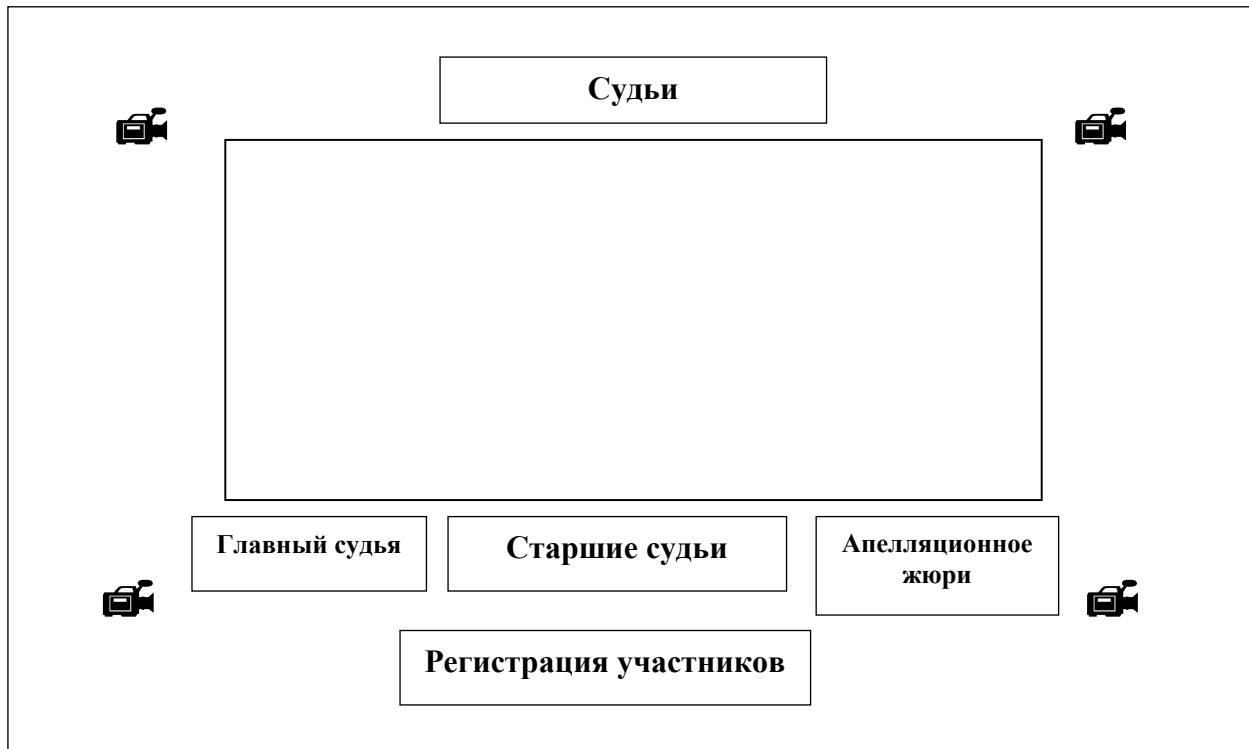 Судьи
Главный судья
Старшие судьи
Апелляционное
жюри
Регистрация участников